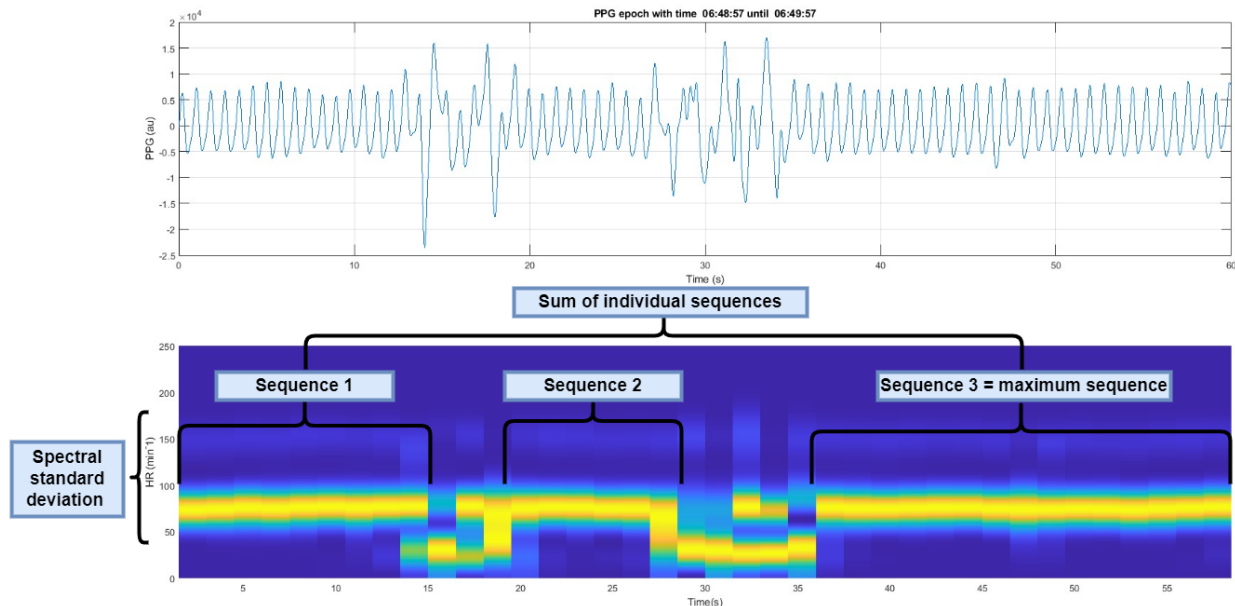 PPG epoch with time 06:48:57 until 06:49:57
×10^4
2
1.5
1
0.5
0
-0.5
-1
-1.5
-2
-2.5
PPG (au)
0 10 20 30 40 50 60
Time (s)
Sum of individual sequences
Sequence 1
Sequence 2
Sequence 3 = maximum sequence
Spectral
standard
deviation
250
200
150
100
50
0
HR (min^-1)
5 10 15 20 25 30 35 40 45 50 55
Time(s)